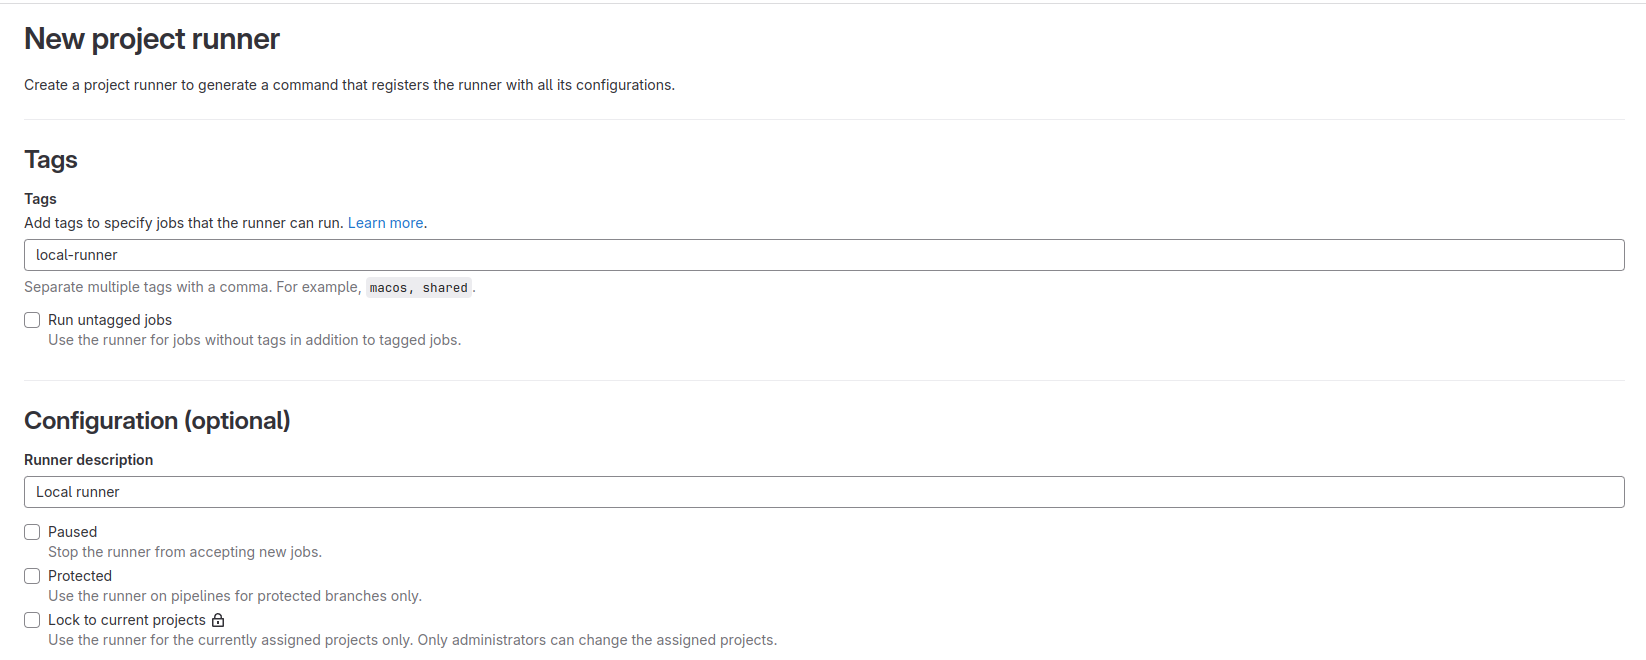 New project runner
Create a project runner to generate a command that registers the runner with all its configurations.
Tags
Tags
Add tags to specify jobs that the runner can run. Learn more.
local-runner
Separate multiple tags with a comma. For example, macos, shared.
Run untagged jobs
Use the runner for jobs without tags in addition to tagged jobs.
Configuration (optional)
Runner description
Local runner
Paused
Stop the runner from accepting new jobs.
Protected
Use the runner on pipelines for protected branches only.
Lock to current projects
Use the runner for the currently assigned projects only. Only administrators can change the assigned projects.